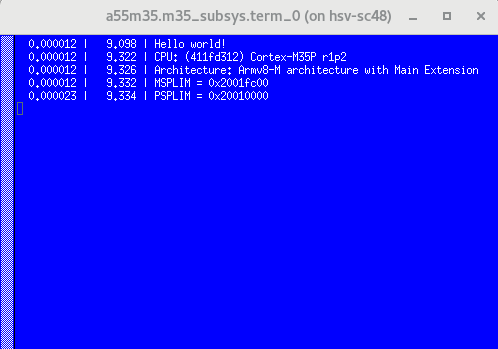 a55m35.m35_subsys.term_0 (on hsv-sc48)
0.000012 | 9.098 | Hello world!
0.000012 | 9.322 | CPU: (411fd312) Cortex-M35P r1p2
0.000012 | 9.326 | Architecture: Armv8-M architecture with Main Extension
0.000012 | 9.332 | MSPLIM = 0x2001fc00
0.000023 | 9.334 | PSPLIM = 0x20010000